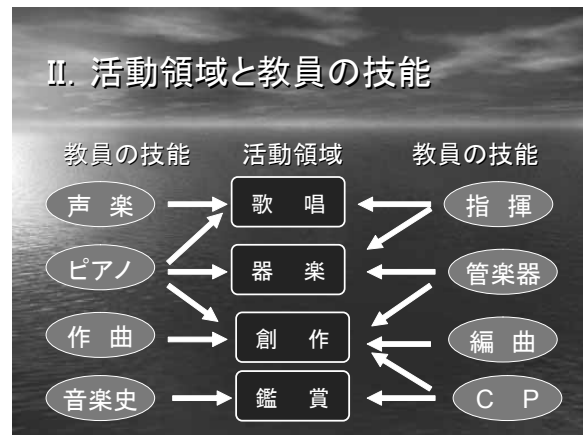 II. 活動領域と教員の技能
教員の技能 活動領域 教員の技能
声 楽 歌 唱 指 揮
ピアノ 器 楽 管楽器
作 曲 創 作 編 曲
音楽史 鑑 賞 C P